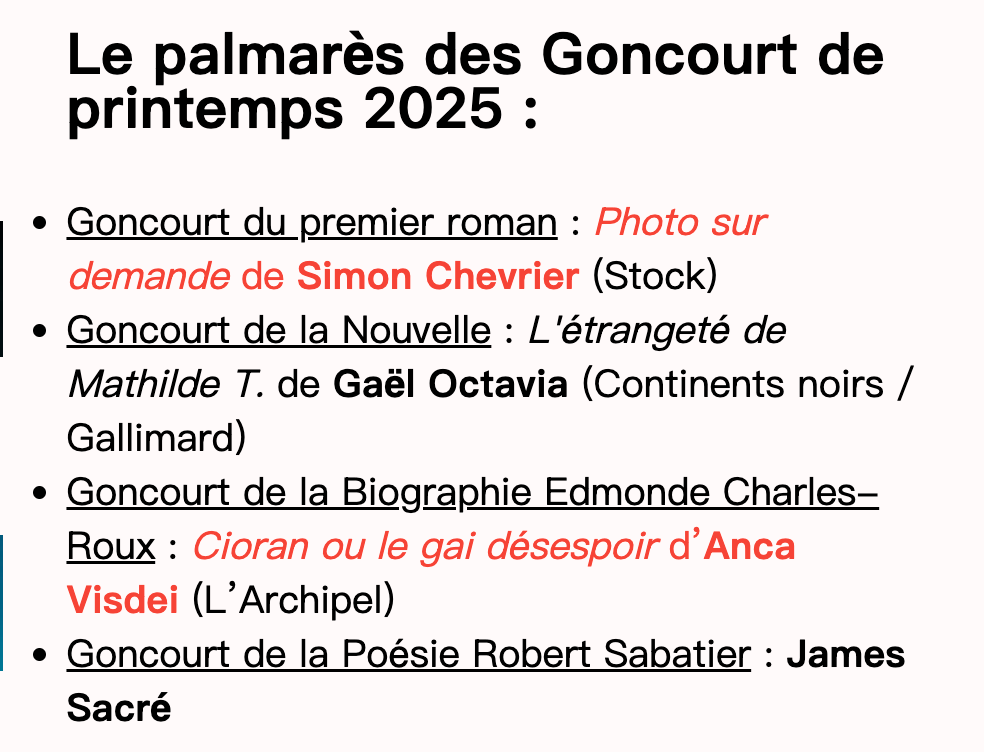 Le palmarès des Goncourt de
printemps 2025 :
• Goncourt du premier roman : Photo sur
demande de Simon Chevrier (Stock)
• Goncourt de la Nouvelle : L'étrangeté de
Mathilde T. de Gaël Octavia (Continents noirs /
Gallimard)
• Goncourt de la Biographie Edmonde Charles–
Roux : Cioran ou le gai désespoir d’Anca
Visdei (L’Archipel)
• Goncourt de la Poésie Robert Sabatier : James
Sacré